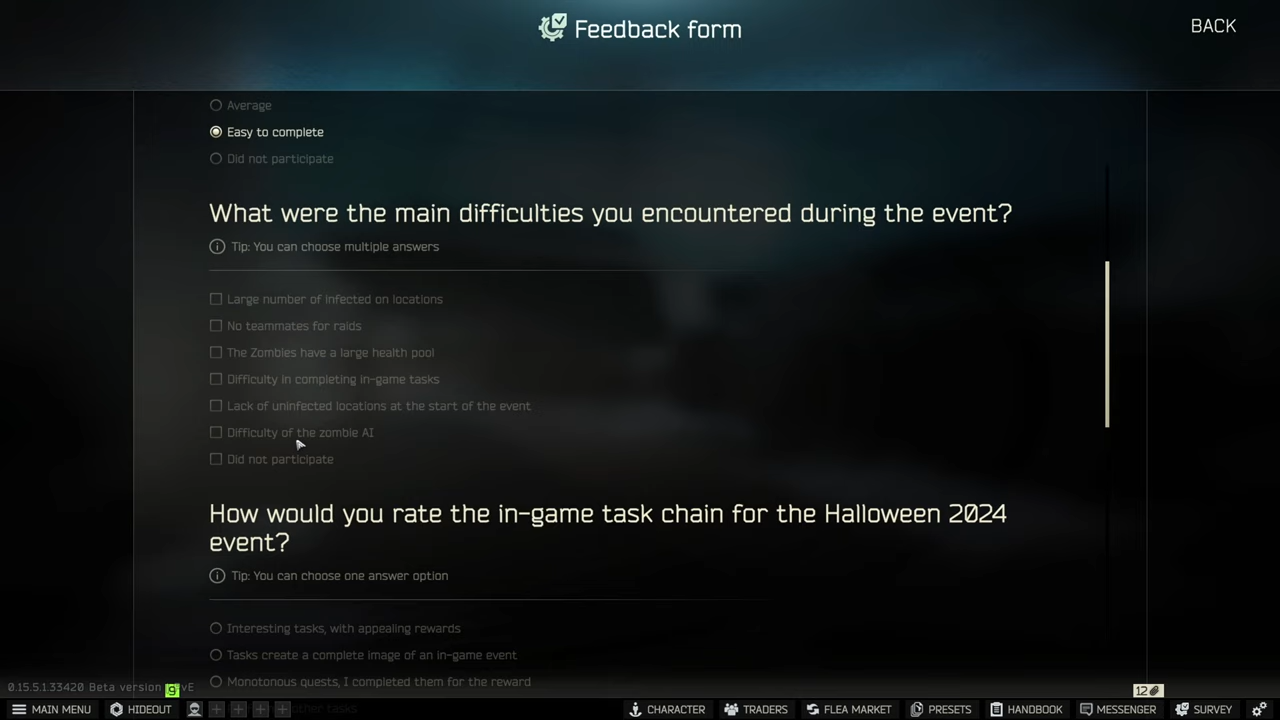 Feedback form
BACK
Average
Easy to complete
Did not participate
What were the main difficulties you encountered during the event?
Tip: You can choose multiple answers
Large number of infected on locations
No teammates for raids
The Zombies have a large health pool
Difficulty in completing in-game tasks
Lack of uninfected locations at the start of the event
Difficulty of the zombie AI
Did not participate
How would you rate the in-game task chain for the Halloween 2024
event?
Tip: You can choose one answer option
Interesting tasks, with appealing rewards
Tasks create a complete image of an in-game event
Monotonous quests, I completed them for the reward
other tasks
0.15.5.1.33420 Beta version
12
MAIN MENU
HIDEOUT
CHARACTER
TRADERS
FLEA MARKET
PRESETS
HANDBOOK
MESSENGER
SURVEY